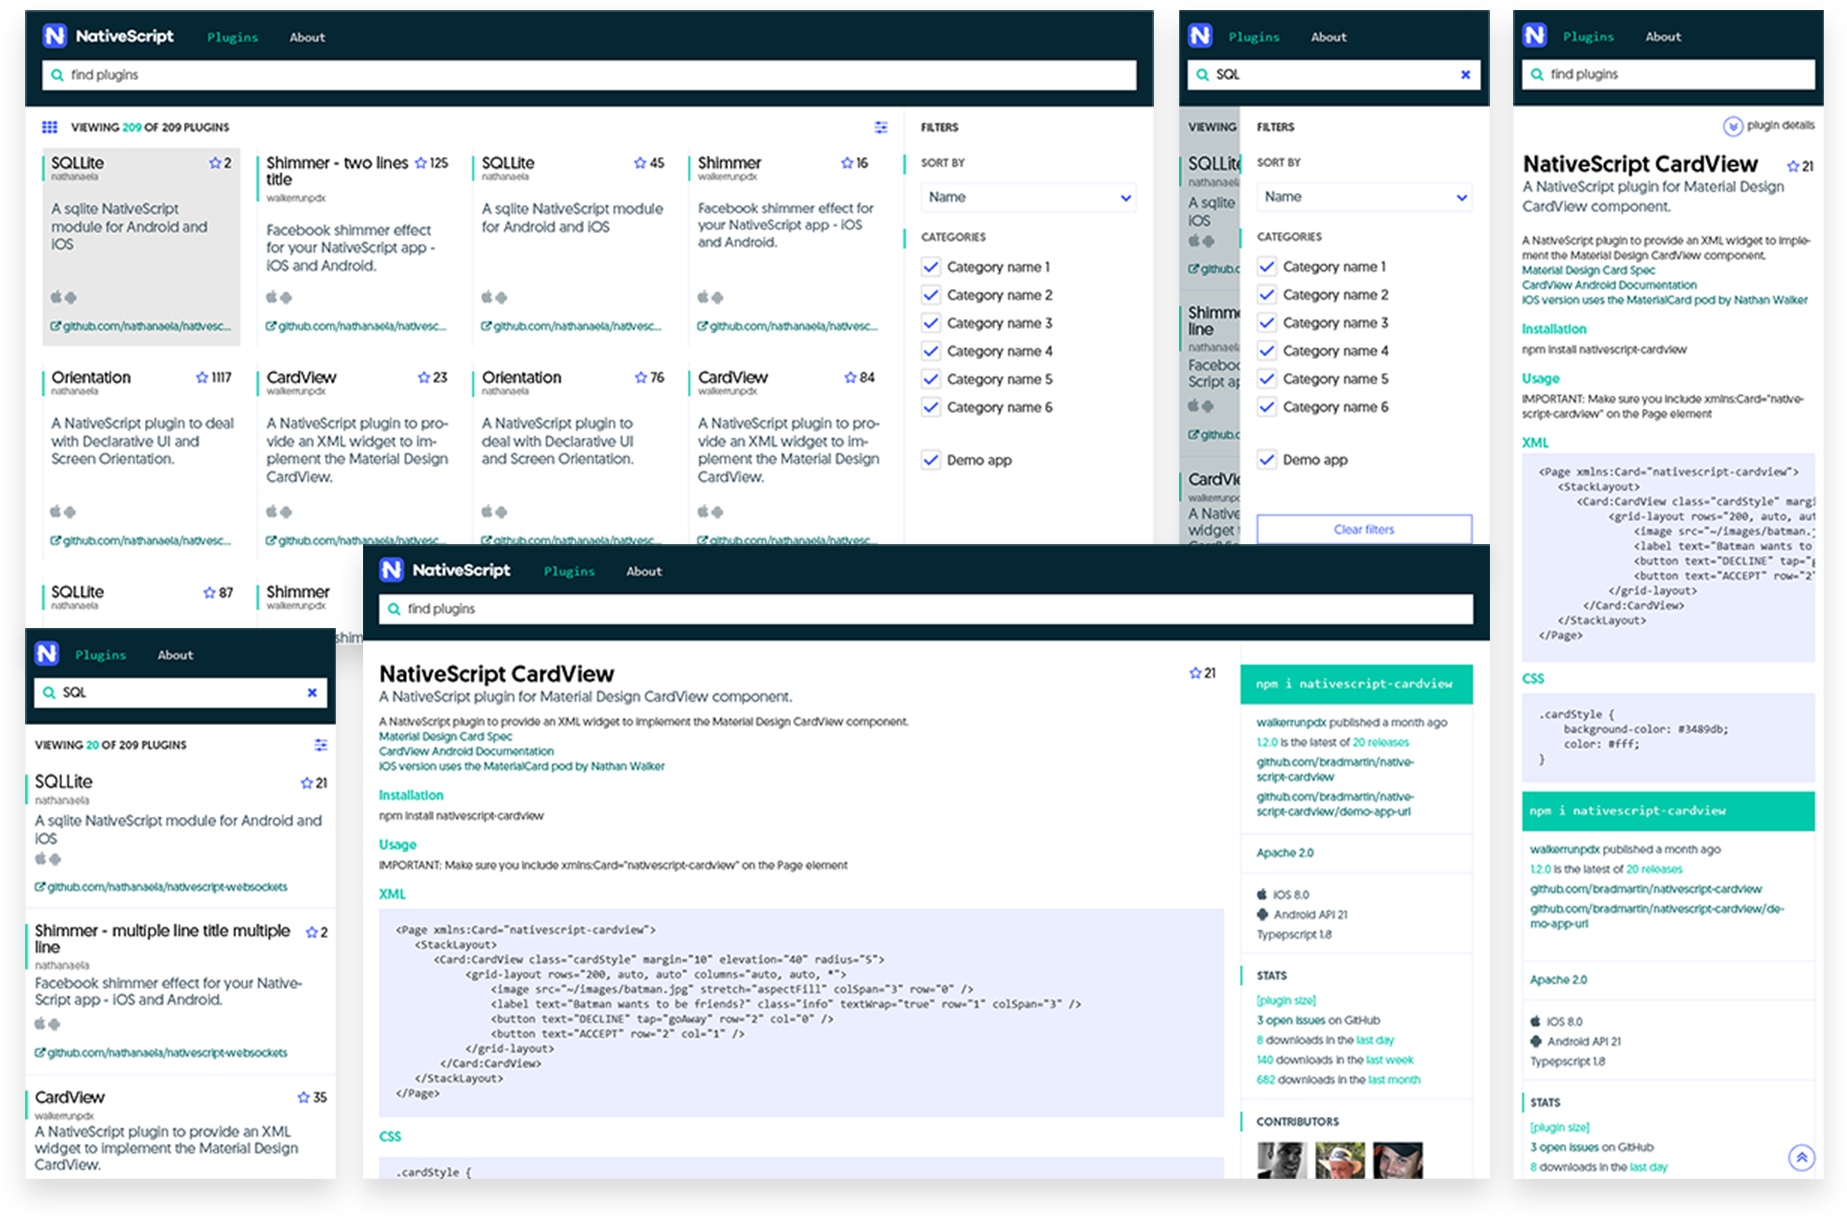 NativeScript Plugins About
find plugins
VIEWING 209 OF 209 PLUGINS
SQLLite 2
nathanaela
A sqlite NativeScript
module for Android and
iOS
github.com/nathanaela/nativesc...
Shimmer - two lines 125
title
walkerrunpdx
Facebook shimmer effect
for your NativeScript app -
iOS and Android.
github.com/nathanaela/nativesc...
SQLLite 45
nathanaela
A sqlite NativeScript module
for Android and iOS
github.com/nathanaela/nativesc...
Shimmer 16
walkerrunpdx
Facebook shimmer effect for
your NativeScript app - iOS
and Android.
github.com/nathanaela/nativesc...
Orientation 1117
nathanaela
A NativeScript plugin to deal
with Declarative UI and
Screen Orientation.
github.com/nathanaela/nativesc...
CardView 23
walkerrunpdx
A NativeScript plugin to pro-
vide an XML widget to im-
plement the Material Design
CardView.
github.com/nathanaela/nativesc...
Orientation 76
nathanaela
A NativeScript plugin to
deal with Declarative UI
and Screen Orientation.
github.com/nathanaela/nativesc...
CardView 84
walkerrunpdx
A NativeScript plugin to pro-
vide an XML widget to im-
plement the Material Design
CardView.
github.com/nathanaela/nativesc...
SQLLite 87
nathanaela
Shimmer
walkerrunpdx
shim
FILTERS
SORT BY
Name
CATEGORIES
Category name 1
Category name 2
Category name 3
Category name 4
Category name 5
Category name 6
Demo app
Plugins About
SQL
VIEWING
SQLLite
nathanaela
A sqlite
iOS
github.c
Shimme
line
nathanaela
Faceboo
Script ap
github.c
CardVie
walkerrunpd
A Native
widget t
FILTERS
SORT BY
Name
CATEGORIES
Category name 1
Category name 2
Category name 3
Category name 4
Category name 5
Category name 6
Demo app
Clear filters
Plugins About
find plugins
plugin details
NativeScript CardView 21
A NativeScript plugin for Material Design
CardView component.
A NativeScript plugin to provide an XML widget to imple-
ment the Material Design CardView component.
Material Design Card Spec
CardView Android Documentation
iOS version uses the MaterialCard pod by Nathan Walker
Installation
npm install nativescript-cardview
Usage
IMPORTANT: Make sure you include xmlns:Card="native-
script-cardview" on the Page element
XML
<Page xmlns:Card="nativescript-cardview">
<StackLayout>
<Card:CardView class="cardStyle" margi
<grid-layout rows="200, auto, aut
<image src="~/images/batman.j
<label text="Batman wants to
<button text="DECLINE" tap="g
<button text="ACCEPT" row="2"
</grid-layout>
</Card:CardView>
</StackLayout>
</Page>
CSS
.cardStyle {
background-color: #3489db;
color: #fff;
}
npm i nativescript-cardview
walkerrunpdx published a month ago
1.2.0 is the latest of 20 releases
github.com/bradmartin/nativescript-cardview
github.com/bradmartin/nativescript-cardview/de-
mo-app-url
Apache 2.0
iOS 8.0
Android API 21
Typepscript 1.8
STATS
[plugin size]
3 open issues on GitHub
8 downloads in the last day
Plugins About
SQL
VIEWING 20 OF 209 PLUGINS
SQLLite 21
nathanaela
A sqlite NativeScript module for Android and
iOS
github.com/nathanaela/nativescript-websockets
Shimmer - multiple line title multiple 2
line
nathanaela
Facebook shimmer effect for your Native-
Script app - iOS and Android.
github.com/nathanaela/nativescript-websockets
CardView 35
walkerrunpdx
A NativeScript plugin to provide an XML
widget to implement the Material Design
CardView.
NativeScript Plugins About
find plugins
NativeScript CardView 21
A NativeScript plugin for Material Design CardView component.
A NativeScript plugin to provide an XML widget to implement the Material Design CardView component.
Material Design Card Spec
CardView Android Documentation
iOS version uses the MaterialCard pod by Nathan Walker
Installation
npm install nativescript-cardview
Usage
IMPORTANT: Make sure you include xmlns:Card="nativescript-cardview" on the Page element
XML
<Page xmlns:Card="nativescript-cardview">
<StackLayout>
<Card:CardView class="cardStyle" margin="10" elevation="40" radius="5">
<grid-layout rows="200, auto, auto" columns="auto, auto, *">
<image src="~/images/batman.jpg" stretch="aspectFill" colSpan="3" row="0" />
<label text="Batman wants to be friends?" class="info" textWrap="true" row="1" colSpan="3" />
<button text="DECLINE" tap="goAway" row="2" col="0" />
<button text="ACCEPT" row="2" col="1" />
</grid-layout>
</Card:CardView>
</StackLayout>
</Page>
CSS
.cardStyle {
npm i nativescript-cardview
walkerrunpdx published a month ago
1.2.0 is the latest of 20 releases
github.com/bradmartin/native-
script-cardview
github.com/bradmartin/native-
script-cardview/demo-app-url
Apache 2.0
iOS 8.0
Android API 21
Typepscript 1.8
STATS
[plugin size]
3 open issues on GitHub
8 downloads in the last day
140 downloads in the last week
682 downloads in the last month
CONTRIBUTORS